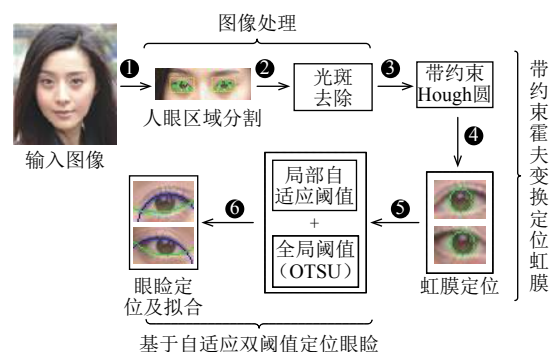 图像处理
❶
❷
❸
❹
❺
❻
输入图像
人眼区域分割
光斑
去除
带约束
Hough圆
带约束霍夫变换定位虹膜
虹膜定位
局部自
适应阈值
+
全局阈值
(OTSU)
眼睑定
位及拟合
基于自适应双阈值定位眼睑